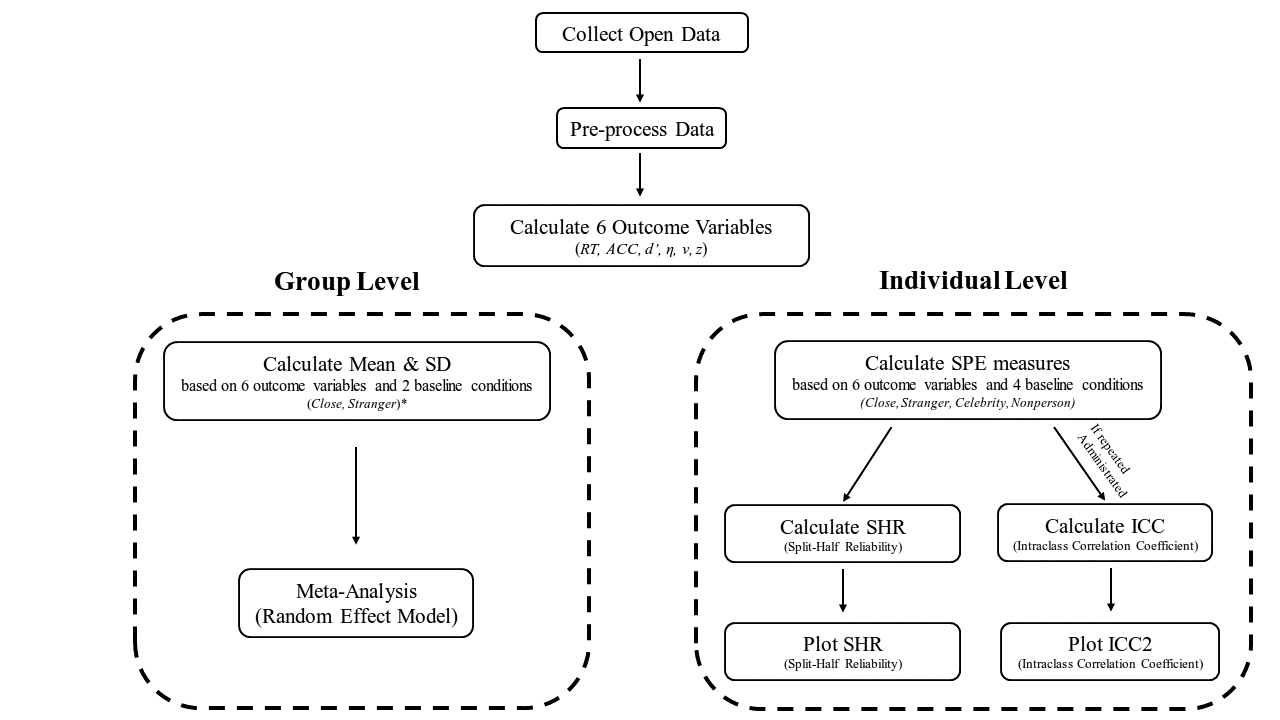 Collect Open Data
Pre-process Data
Calculate 6 Outcome Variables
(RT, ACC, d’, η, v, z)
Group Level
Calculate Mean & SD
based on 6 outcome variables and 2 baseline conditions
(Close, Stranger)*
Meta-Analysis
(Random Effect Model)
Individual Level
Calculate SPE measures
based on 6 outcome variables and 4 baseline conditions
(Close, Stranger, Celebrity, Nonperson)
If repeated
Administrated
Calculate SHR
(Split-Half Reliability)
Calculate ICC
(Intraclass Correlation Coefficient)
Plot SHR
(Split-Half Reliability)
Plot ICC2
(Intraclass Correlation Coefficient)